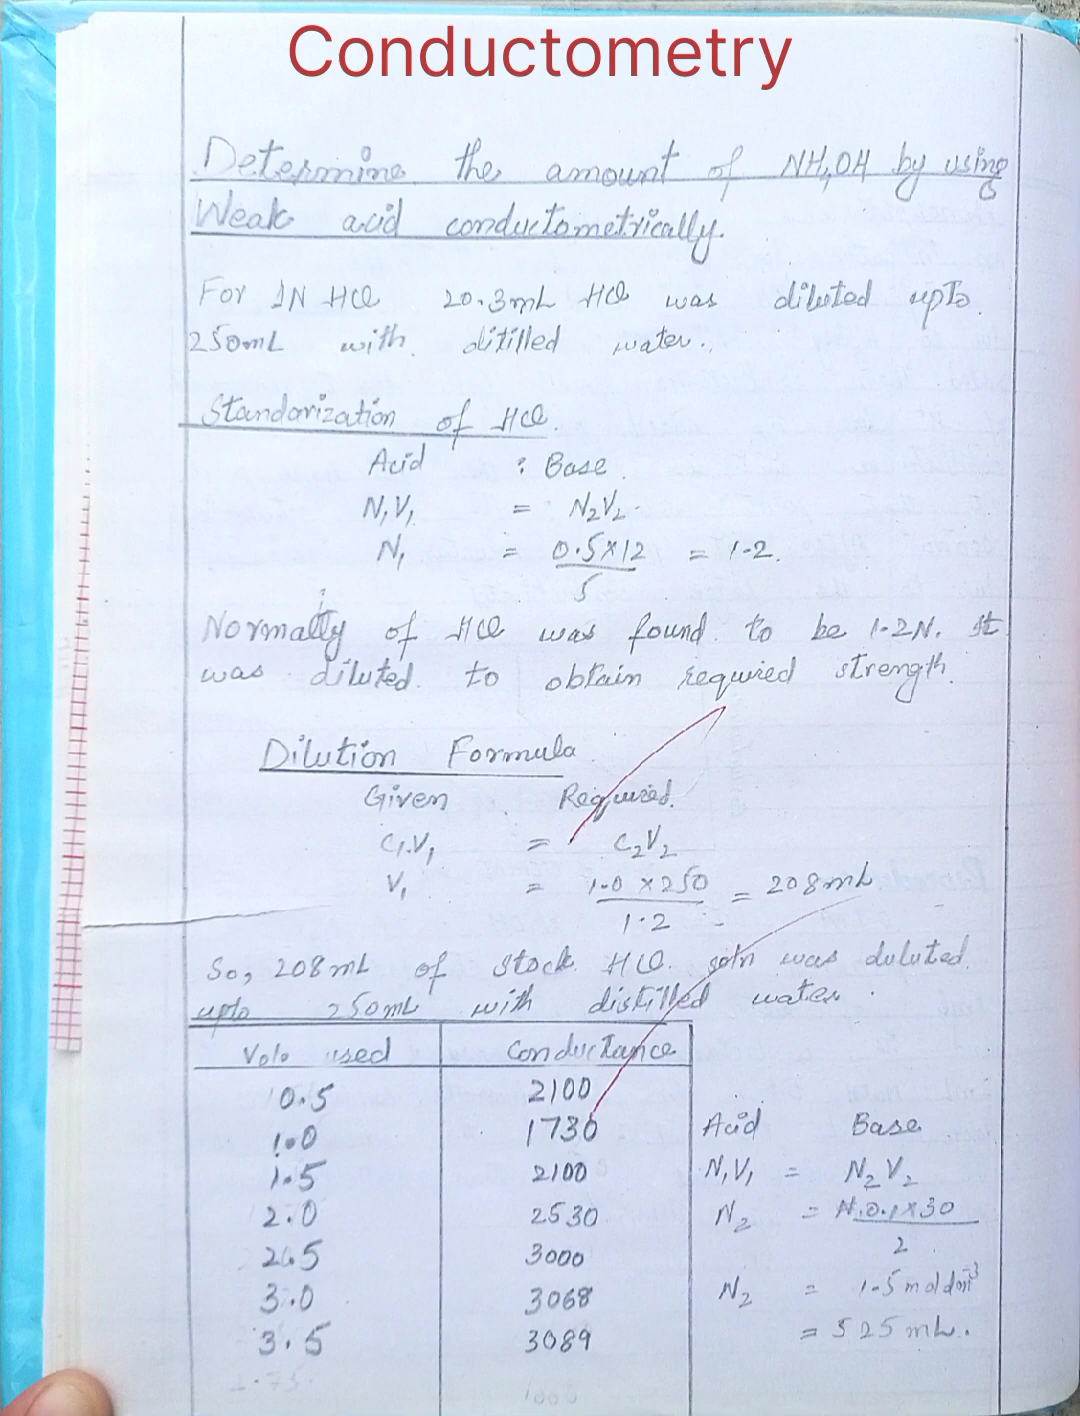 Conductometry
Determine the amount of NH4OH by using
Weak acid conductometrically.
For 1N HCl 20.3mL HCl was diluted upto
250mL with ditilled water.
Standarization of HCl.
Acid : Base
N1V1 = N2V2
N1 = 0.5×12 = 1.2
5
Normality of HCl was found to be 1.2N. It
was diluted to obtain required strength.
Dilution Formula
Given Required
C1V1 = C2V2
V1 = 1.0 × 250 = 208mL
1.2
So, 208mL of stock HCl soln was duluted
upto 250mL with distilled water.
Vol. used Conductance
0.5 2100
1.0 1730 Acid Base
1.5 2100 N1V1 = N2V2
2.0 2530 N2 = 0.1×30
2
2.5 3000
3.0 3068 N2 = 1.5 mol dm-3
3.5 3089 = 525 mL.